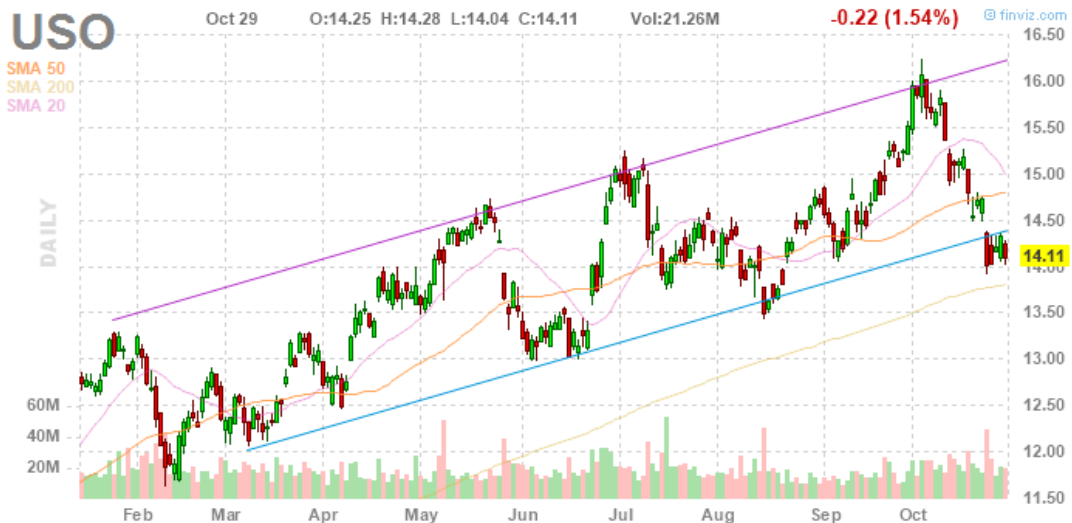 USO Oct 29 O:14.25 H:14.28 L:14.04 C:14.11 Vol:21.26M -0.22 (1.54%) © finviz.com
SMA 50
SMA 200
SMA 20
DAILY
16.50
16.00
15.50
15.00
14.50
14.11
14.00
13.50
13.00
12.50
12.00
11.50
60M
40M
20M
Feb Mar Apr May Jun Jul Aug Sep Oct